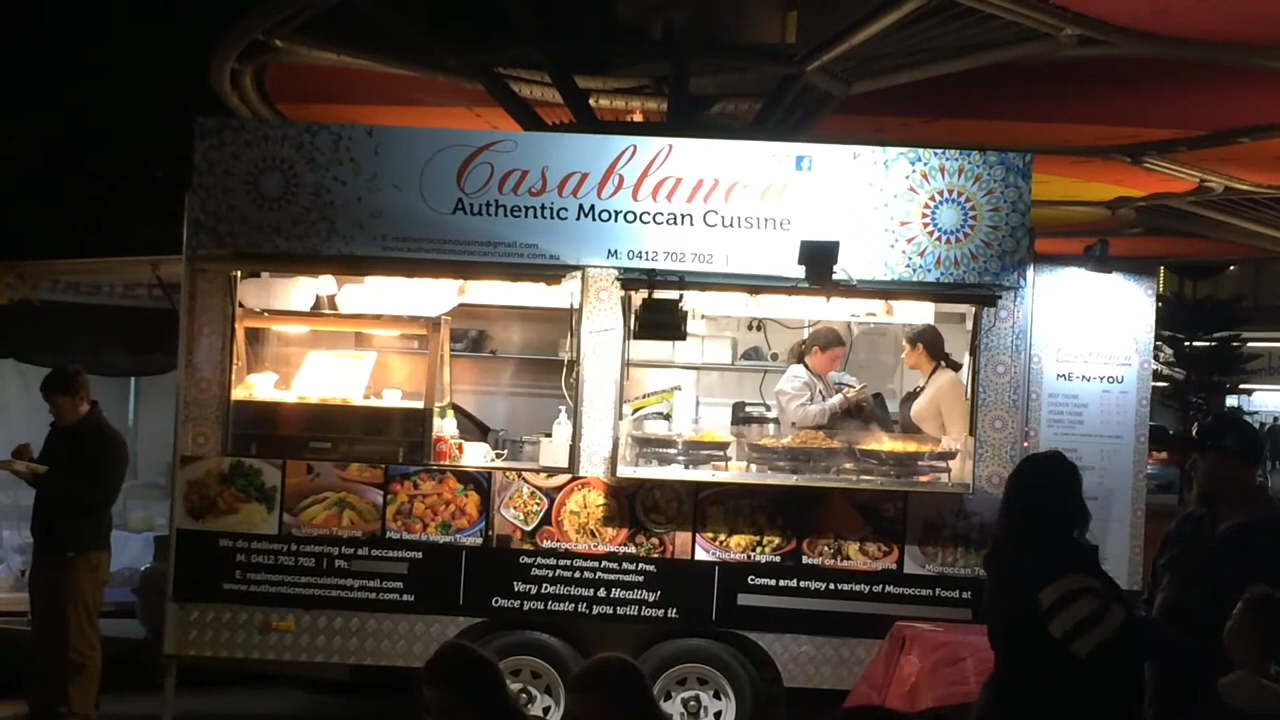 Casablanca
Authentic Moroccan Cuisine
E: realmoroccancuisine@gmail.com
www.authenticmoroccancuisine.com.au
M: 0412 702 702 |
TASTE
Casablanca
ME-N-YOU
BEEF TAGINE
CHICKEN TAGINE
VEGAN TAGINE
COMBO TAGINE
Vegan Tagine
Mix Beef & Vegan Tagine
Moroccan Couscous
Chicken Tagine
Beef or Lamb Tagine
Moroccan Te
We do delivery & catering for all occassions
M: 0412 702 702 | Ph:
E. realmoroccancuisine@gmail.com
www.authenticmoroccancuisine.com.au
Our foods are Gluten Free, Nut Free,
Dairy Free & No Preservative
Very Delicious & Healthy!
Once you taste it, you will love it.
Come and enjoy a variety of Moroccan Food at